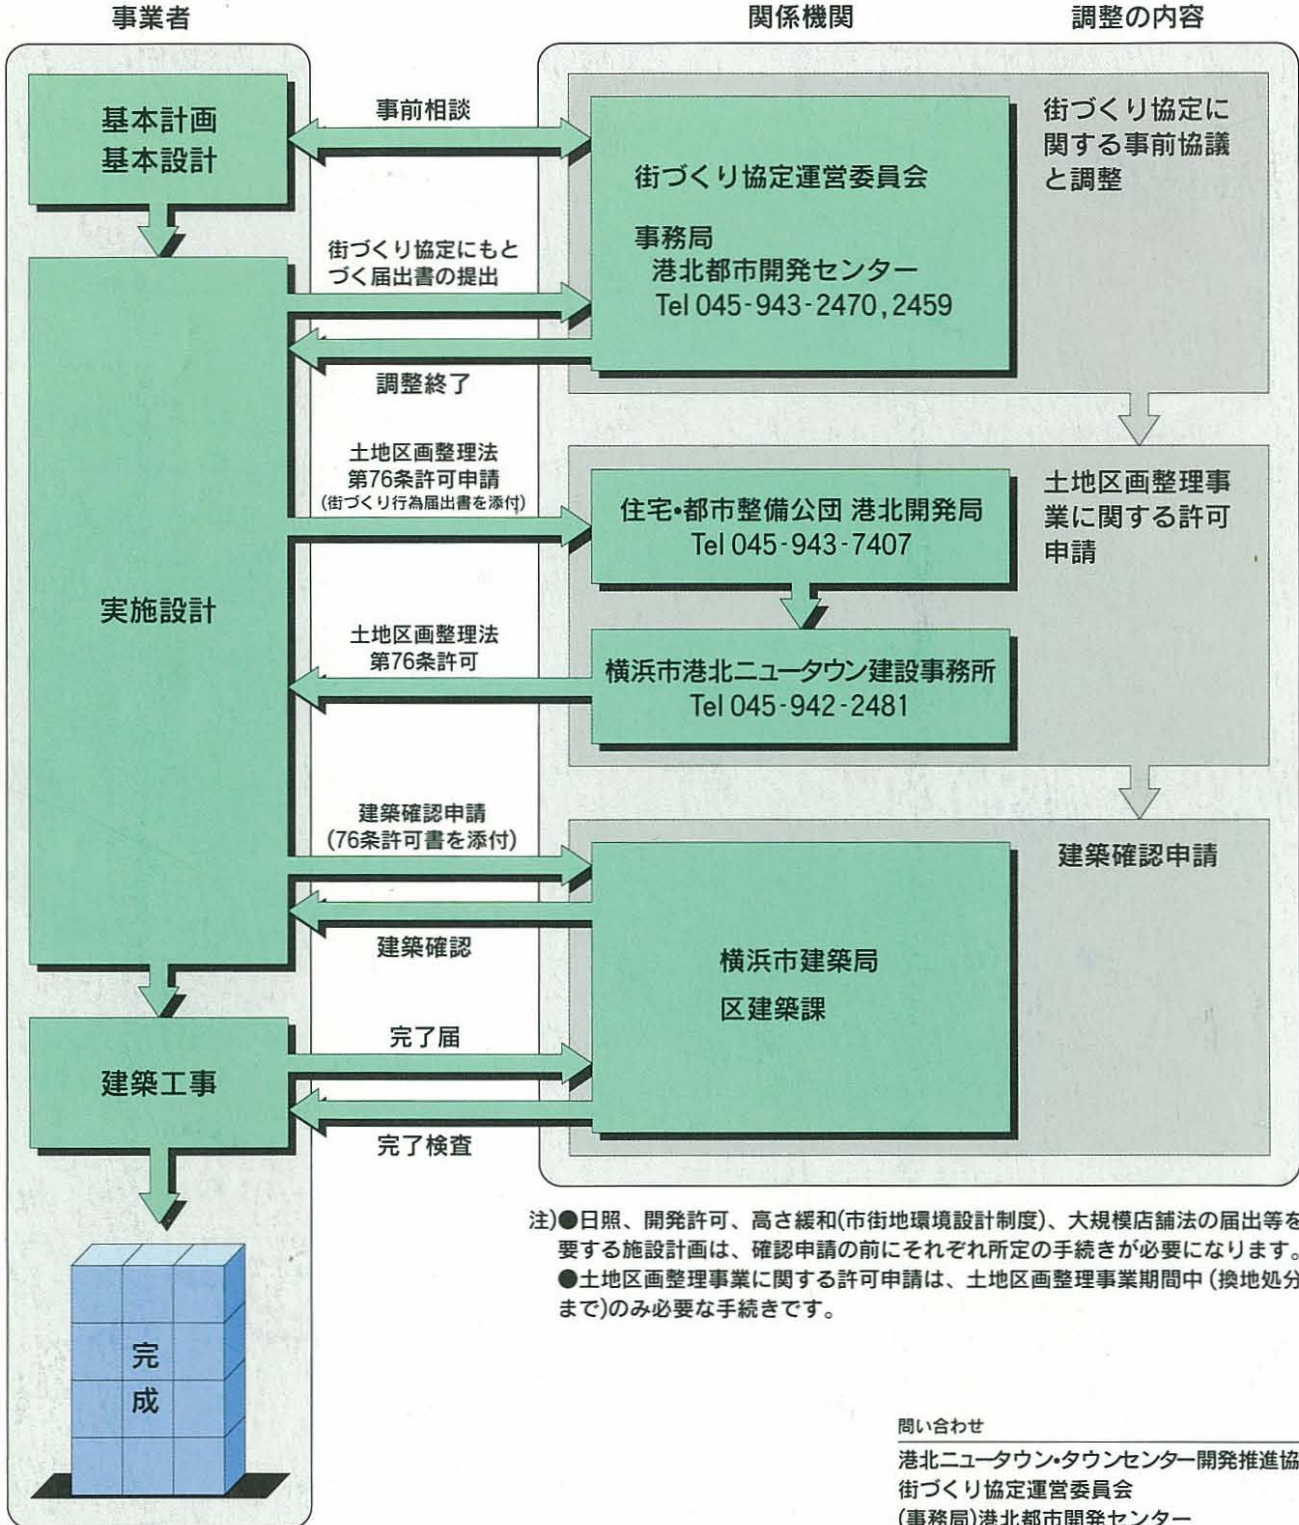 事業者
関係機関
調整の内容
基本計画
基本設計
事前相談
街づくり協定運営委員会
事務局
港北都市開発センター
Tel 045-943-2470,2459
街づくり協定に
関する事前協議
と調整
街づくり協定にもと
づく届出書の提出
調整終了
実施設計
土地区画整理法
第76条許可申請
(街づくり行為届出書を添付)
住宅・都市整備公団 港北開発局
Tel 045-943-7407
土地区画整理事
業に関する許可
申請
土地区画整理法
第76条許可
横浜市港北ニュータウン建設事務所
Tel 045-942-2481
建築確認申請
(76条許可書を添付)
建築確認
横浜市建築局
区建築課
建築確認申請
建築工事
完了届
完了検査
完
成
注)●日照、開発許可、高さ緩和(市街地環境設計制度)、大規模店舗法の届出等を
要する施設計画は、確認申請の前にそれぞれ所定の手続きが必要になります。
●土地区画整理事業に関する許可申請は、土地区画整理事業期間中(換地処分
まで)のみ必要な手続きです。
問い合わせ
港北ニュータウン・タウンセンター開発推進協
街づくり協定運営委員会
(事務局)港北都市開発センター